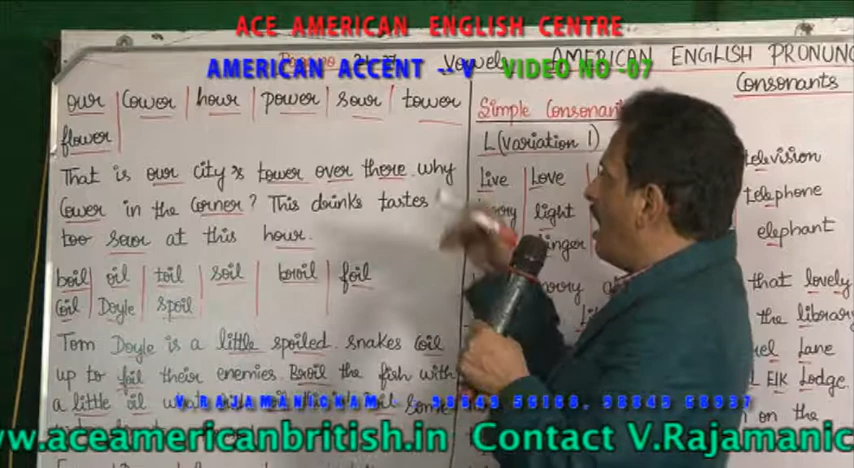 ACE AMERICAN ENGLISH CENTRE
AMERICAN ACCENT -- V VIDEO NO -07
Vowels
AMERICAN ENGLISH PRONUN
our | Cower | hour | power | sour | tower
flower
That is our city's tower over there. why
Cower in the Corner? This drinks tastes
too sour at this hour.
boil | oil | toil | soil | broil | foil
Coil | Doyle | spoil
Tom Doyle is a little spoiled. snakes Coil
up to foil their enemies. Broil the fish with
a little oil
Some
Consonants
Simple Consonan
L (variation 1)
Live | Love
light
inger
television
telephone
elephant
that lovely
the library
Lane
Elk Lodge
on the
V.RAJAMANICKAM -
www.aceamericanbritish.in Contact V.Rajamanic